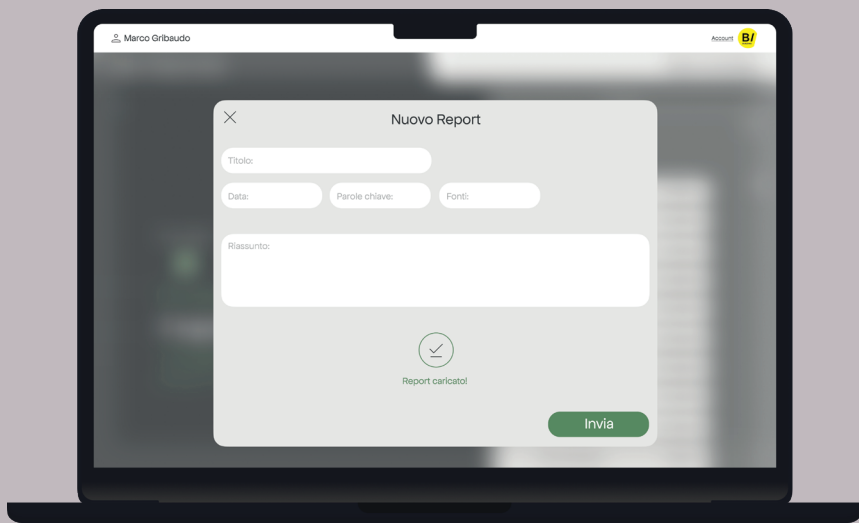 Marco Gribaudo
Account
B/
Nuovo Report
Titolo:
Data:
Parole chiave:
Fonti:
Riassunto:
Report caricato!
Invia